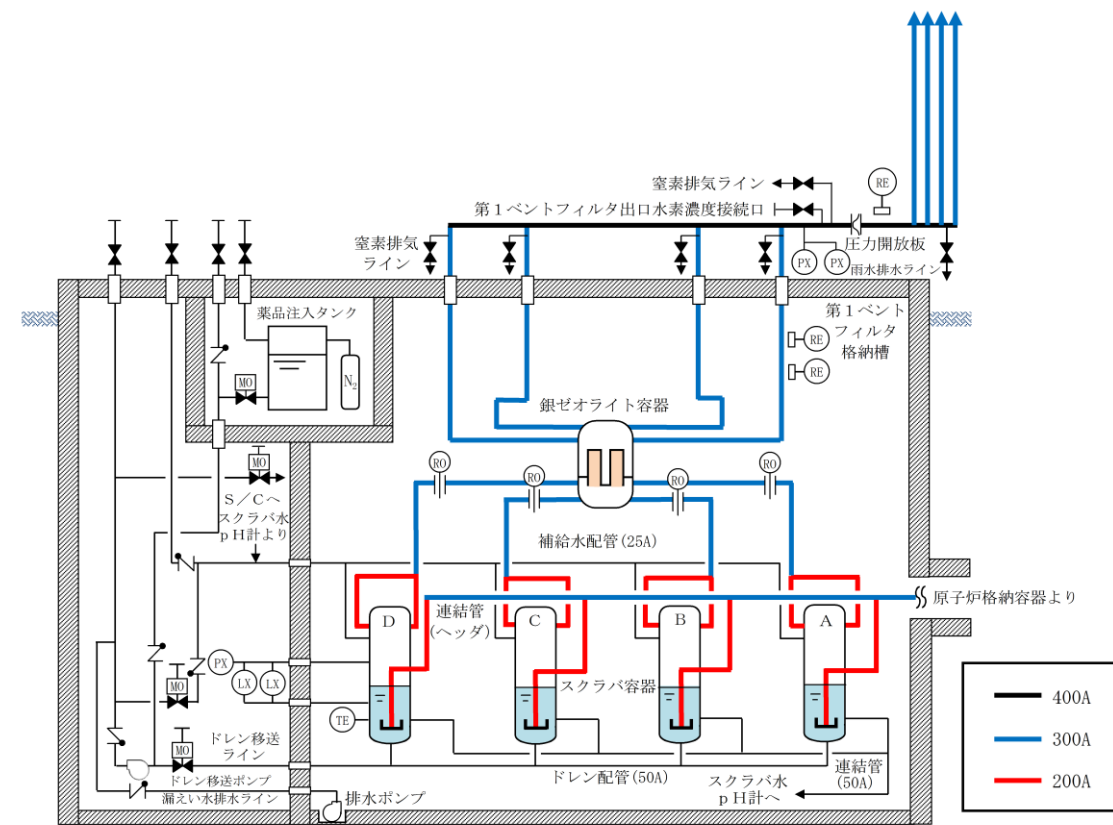 窒素排気ライン
RE
第１ベントフィルタ出口水素濃度接続口
窒素排気
ライン
圧力開放板
PX
PX
雨水排水ライン
薬品注入タンク
第１ベント
フィルタ
格納槽
RE
RE
MO
N2
銀ゼオライト容器
MO
RO
RO
RO
RO
S／Cへ
スクラバ水
pH計より
補給水配管(25A)
原子炉格納容器より
連結管
(ヘッダ)
D
C
B
A
PX
LX
LX
MO
スクラバ容器
TE
MO
ドレン移送
ライン
ドレン移送ポンプ
漏えい水排水ライン
排水ポンプ
ドレン配管(50A)
スクラバ水
pH計へ
連結管
(50A)
400A
300A
200A